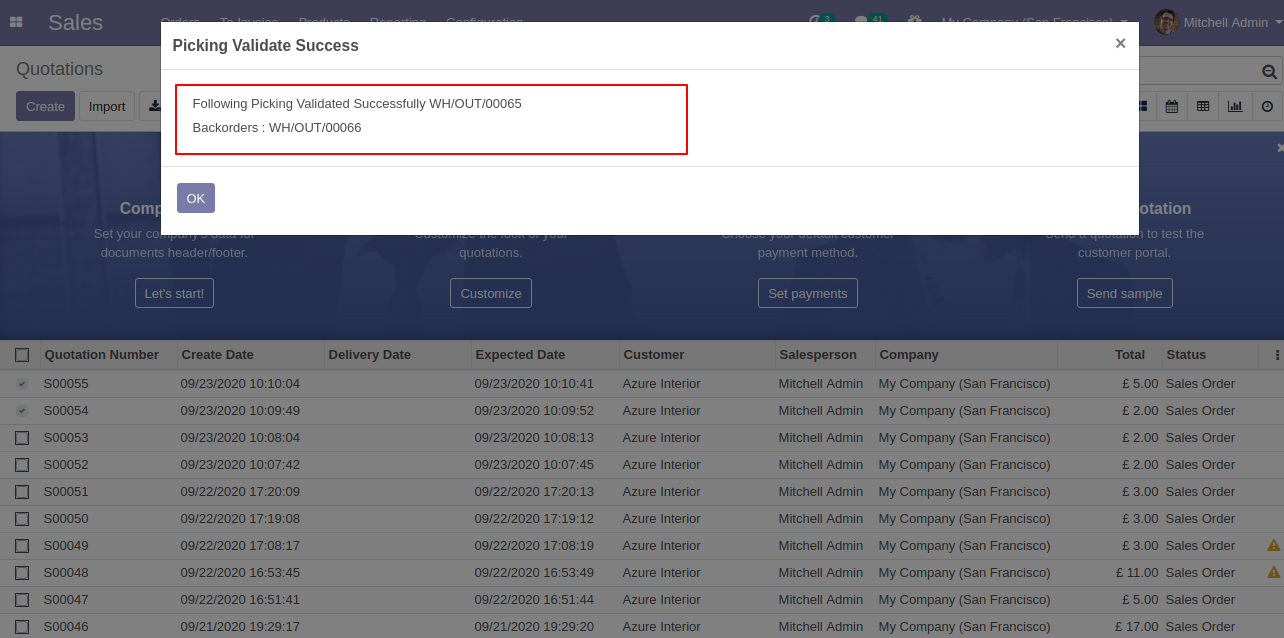 Sales
Orders To Invoice Products Reporting Configuration 3 41 My Company (San Francisco) Mitchell Admin
Picking Validate Success ×
Quotations
Following Picking Validated Successfully WH/OUT/00065
Backorders : WH/OUT/00066
Create Import
OK
Set your company's data for
documents header/footer.
Let's start!
Customize the look of your
quotations.
Customize
Choose your default customer
payment method.
Set payments
Send a quotation to test the
customer portal.
Send sample
Quotation Number Create Date Delivery Date Expected Date Customer Salesperson Company Total Status
S00055 09/23/2020 10:10:04 09/23/2020 10:10:41 Azure Interior Mitchell Admin My Company (San Francisco) £ 5.00 Sales Order
S00054 09/23/2020 10:09:49 09/23/2020 10:09:52 Azure Interior Mitchell Admin My Company (San Francisco) £ 2.00 Sales Order
S00053 09/23/2020 10:08:04 09/23/2020 10:08:13 Azure Interior Mitchell Admin My Company (San Francisco) £ 2.00 Sales Order
S00052 09/23/2020 10:07:42 09/23/2020 10:07:45 Azure Interior Mitchell Admin My Company (San Francisco) £ 2.00 Sales Order
S00051 09/22/2020 17:20:09 09/22/2020 17:20:13 Azure Interior Mitchell Admin My Company (San Francisco) £ 3.00 Sales Order
S00050 09/22/2020 17:19:08 09/22/2020 17:19:12 Azure Interior Mitchell Admin My Company (San Francisco) £ 3.00 Sales Order
S00049 09/22/2020 17:08:17 09/22/2020 17:08:19 Azure Interior Mitchell Admin My Company (San Francisco) £ 3.00 Sales Order
S00048 09/22/2020 16:53:45 09/22/2020 16:53:49 Azure Interior Mitchell Admin My Company (San Francisco) £ 11.00 Sales Order
S00047 09/22/2020 16:51:41 09/22/2020 16:51:44 Azure Interior Mitchell Admin My Company (San Francisco) £ 5.00 Sales Order
S00046 09/21/2020 19:29:17 09/21/2020 19:29:20 Azure Interior Mitchell Admin My Company (San Francisco) £ 17.00 Sales Order